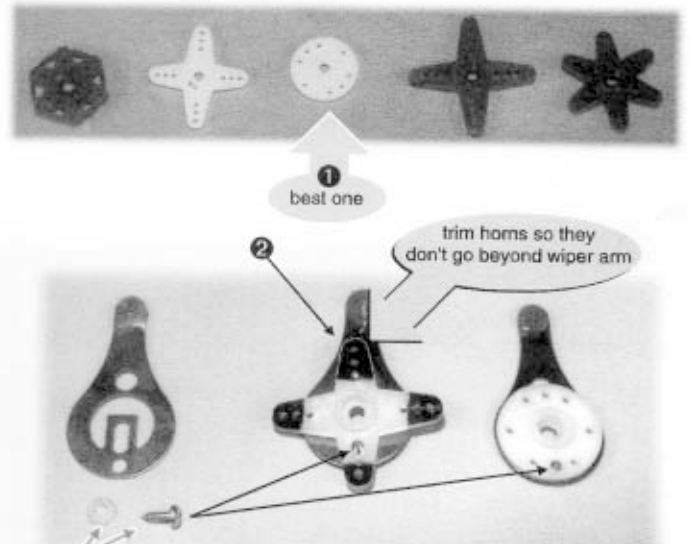 1
best one
2
trim horns so they
don't go beyond wiper arm